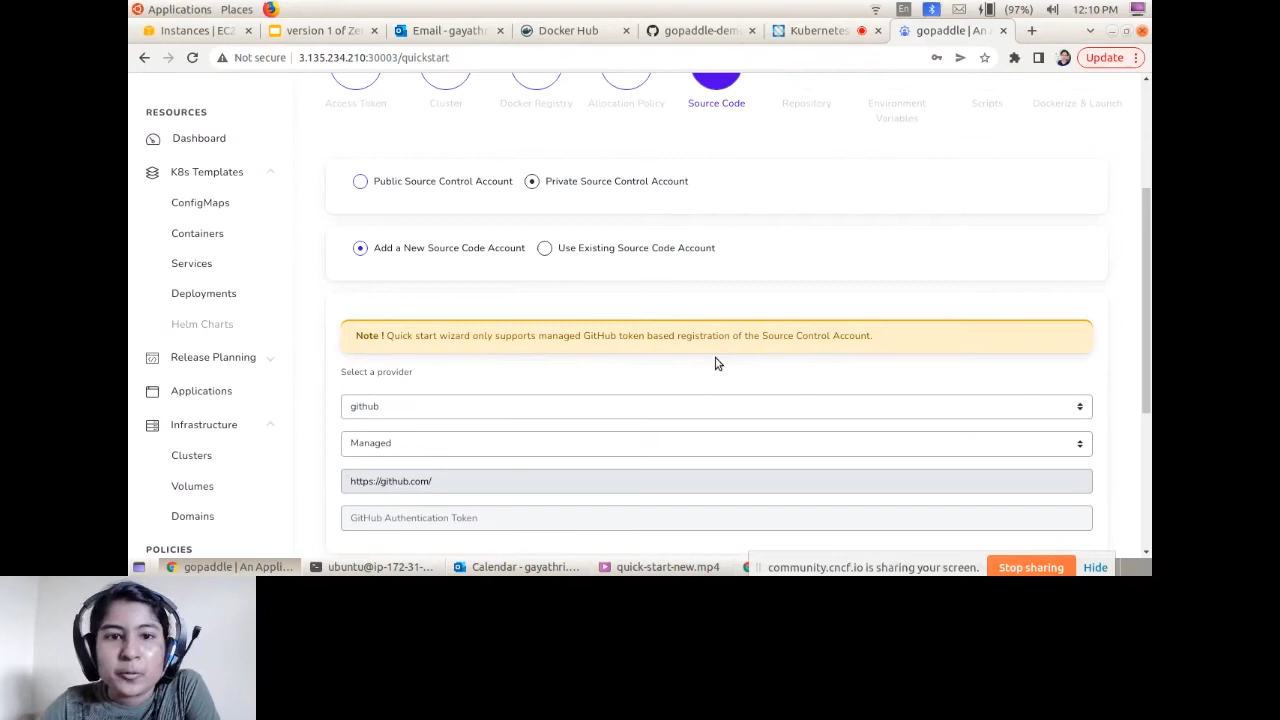 Applications Places En (97%) 12:10 PM
Instances | EC2 version 1 of Zer Email - gayathri Docker Hub gopaddle-dem Kubernetes gopaddle | An A
Not secure 3.135.234.210:30003/quickstart Update
RESOURCES
Dashboard
K8s Templates
ConfigMaps
Containers
Services
Deployments
Helm Charts
Release Planning
Applications
Infrastructure
Clusters
Volumes
Domains
POLICIES
Access Token Cluster Docker Registry Allocation Policy Source Code Repository Environment Variables Scripts Dockerize & Launch
Public Source Control Account Private Source Control Account
Add a New Source Code Account Use Existing Source Code Account
Note ! Quick start wizard only supports managed GitHub token based registration of the Source Control Account.
Select a provider
github
Managed
https://github.com/
GitHub Authentication Token
gopaddle | An Appli... ubuntu@ip-172-31-... Calendar - gayathri.... quick-start-new.mp4 community.cncf.io is sharing your screen. Stop sharing Hide